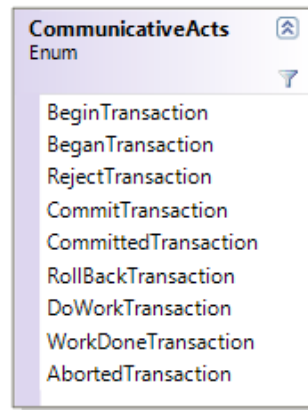 CommunicativeActs
Enum
BeginTransaction
BeganTransaction
RejectTransaction
CommitTransaction
CommittedTransaction
RollBackTransaction
DoWorkTransaction
WorkDoneTransaction
AbortedTransaction